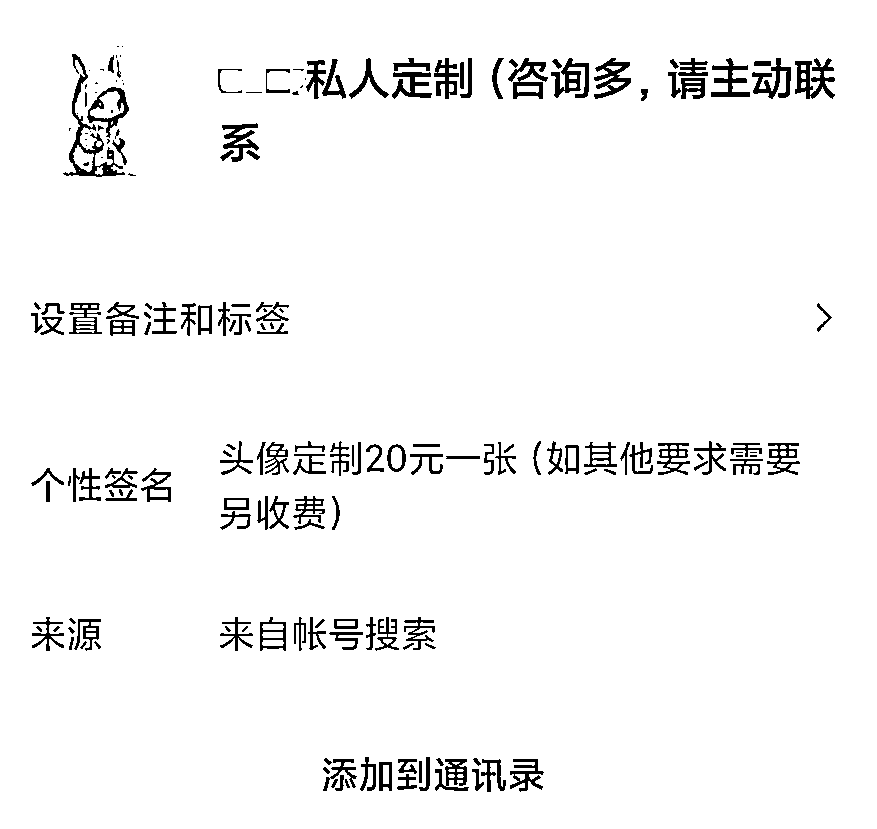 私人定制（咨询多，请主动联
系
设置备注和标签
个性签名
头像定制20元一张（如其他要求需要
另收费）
来源 来自帐号搜索
添加到通讯录